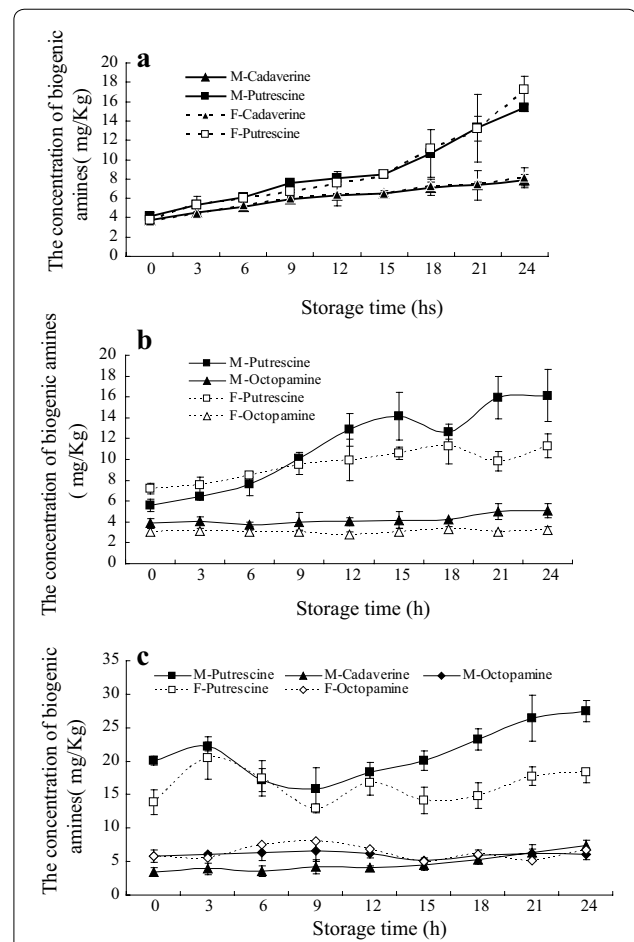 a
The concentration of biogenic
amines( mg/Kg)
20
18
16
14
12
10
8
6
4
2
0
M-Cadaverine
M-Putrescine
F-Cadaverine
F-Putrescine
0 3 6 9 12 15 18 21 24
Storage time (hs)
b
The concentration of biogenic amines
( mg/Kg)
20
18
16
14
12
10
8
6
4
2
0
M-Putrescine
M-Octopamine
F-Putrescine
F-Octopamine
0 3 6 9 12 15 18 21 24
Storage time (h)
c
The concentration of biogenic
amines( mg/Kg)
35
30
25
20
15
10
5
0
M-Putrescine M-Cadaverine M-Octopamine
F-Putrescine F-Octopamine
0 3 6 9 12 15 18 21 24
Storage time (h)